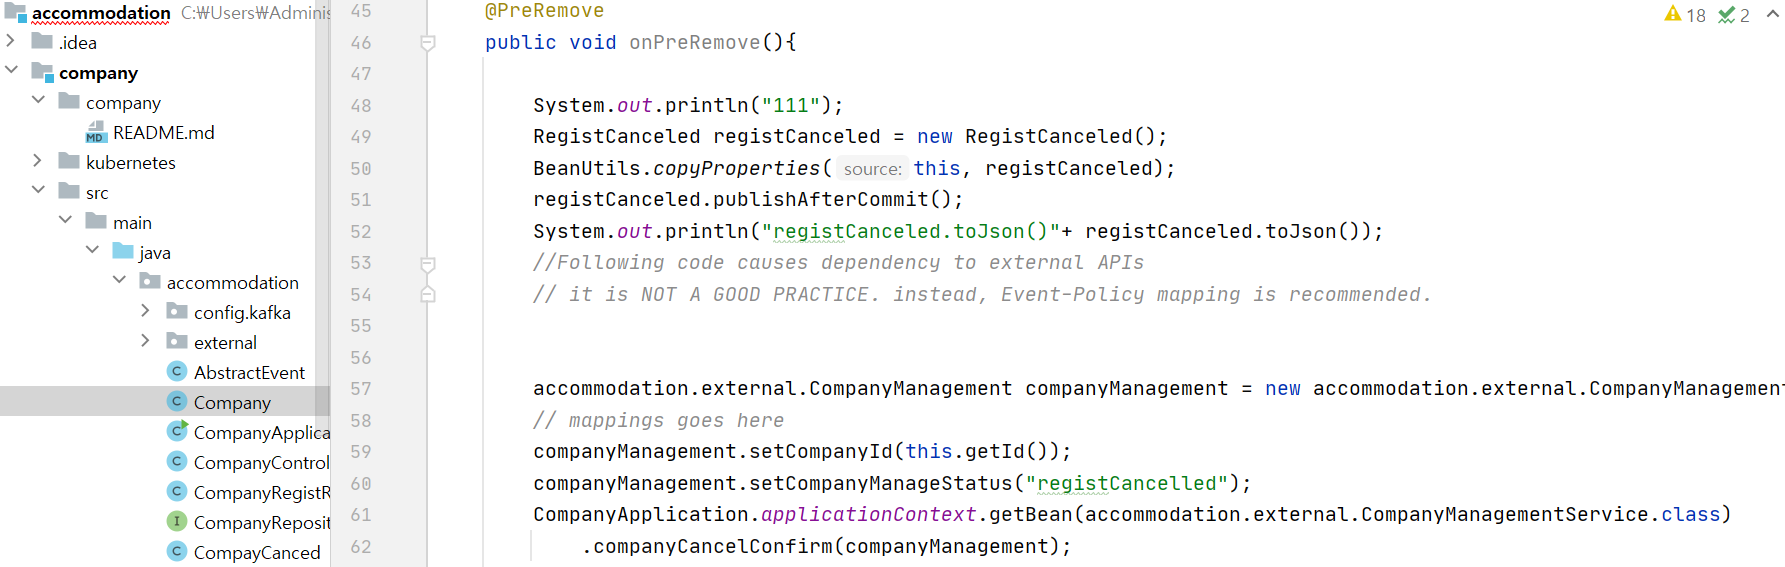 accommodation C:₩Users₩Adminis
.idea
company
company
README.md
kubernetes
src
main
java
accommodation
config.kafka
external
AbstractEvent
Company
CompanyApplica
CompanyControl
CompanyRegistR
CompanyReposit
CompayCanced
18 2
45 @PreRemove
46 public void onPreRemove(){
47
48 System.out.println("111");
49 RegistCanceled registCanceled = new RegistCanceled();
50 BeanUtils.copyProperties( source: this, registCanceled);
51 registCanceled.publishAfterCommit();
52 System.out.println("registCanceled.toJson()"+ registCanceled.toJson());
53 //Following code causes dependency to external APIs
54 // it is NOT A GOOD PRACTICE. instead, Event-Policy mapping is recommended.
55
56
57 accommodation.external.CompanyManagement companyManagement = new accommodation.external.CompanyManagement
58 // mappings goes here
59 companyManagement.setCompanyId(this.getId());
60 companyManagement.setCompanyManageStatus("registCancelled");
61 CompanyApplication.applicationContext.getBean(accommodation.external.CompanyManagementService.class)
62 .companyCancelConfirm(companyManagement);